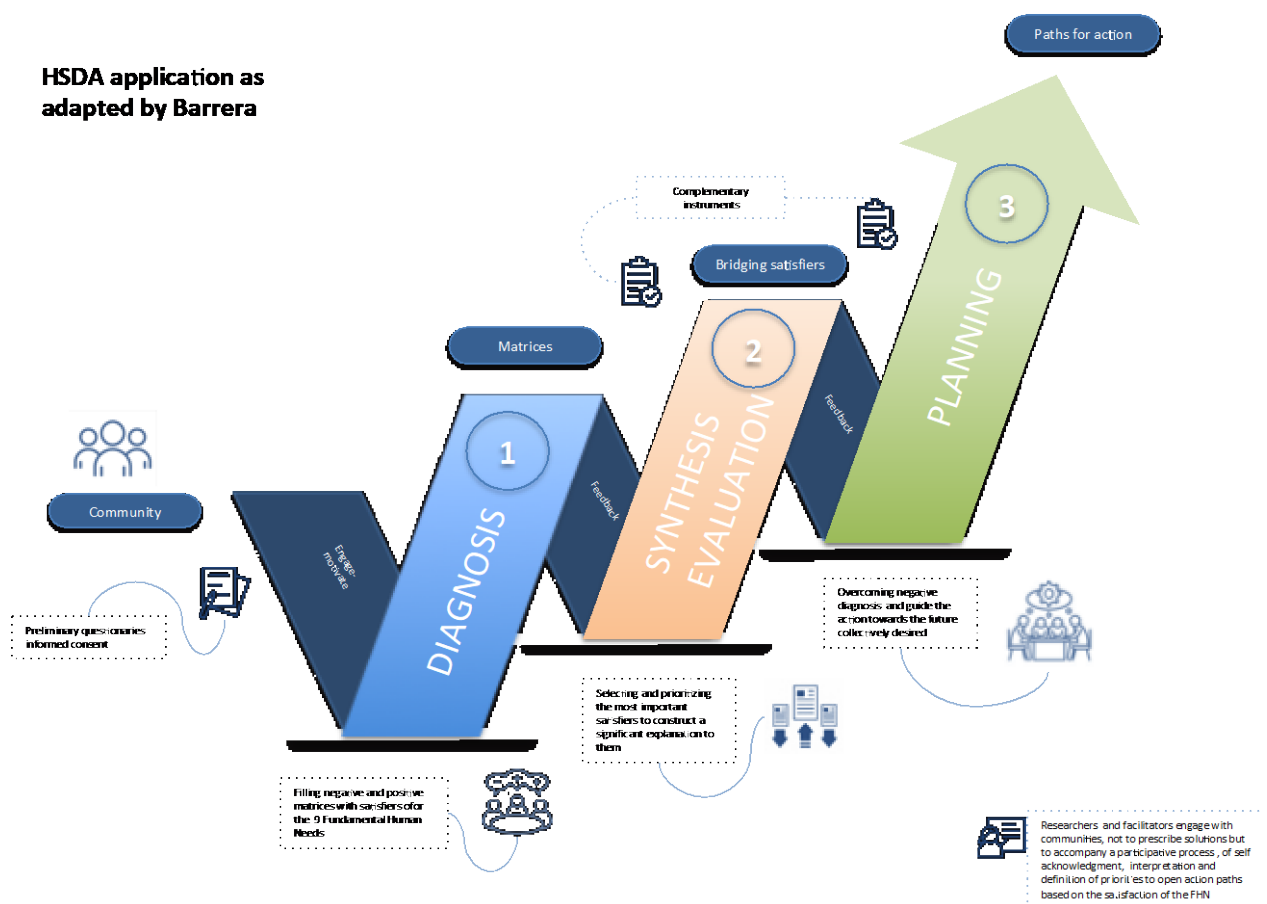 HSDA application as
adapted by Barrera
Paths for action
Complementary
instruments
Bridging satisfiers
Matrices
Community
3
PLANNING
2
SYNTHESIS
EVALUATION
1
DIAGNOSIS
Engage-
motivate
Feedback
Feedback
Preliminary questionaries
informed consent
Overcoming negative
diagnosis and guide the
action towards the future
collectively desired
Selecting and prioritizing
the most important
sarisfiers to construct a
significant explanation to
them
Filling negative and positive
matrices with satisfiers ofor
the 9 Fundamental Human
Needs
Researchers and facilitators engage with
communities, not to prescribe solutions but
to accompany a participative process , of self
acknowledgment, interpretation and
definition of priorities to open action paths
based on the satisfaction of the FHN